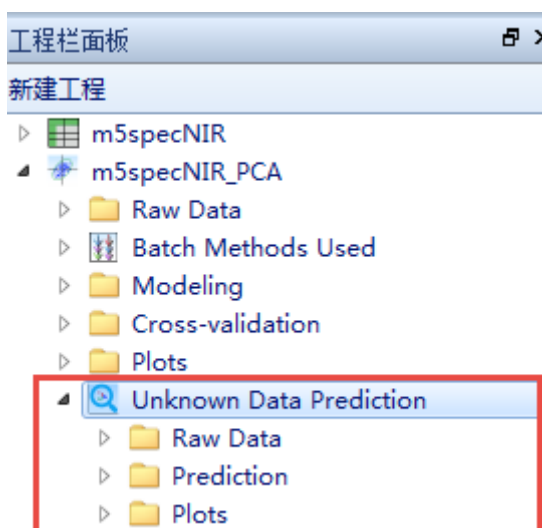 工程栏面板
新建工程
m5specNIR
m5specNIR_PCA
Raw Data
Batch Methods Used
Modeling
Cross-validation
Plots
Unknown Data Prediction
Raw Data
Prediction
Plots